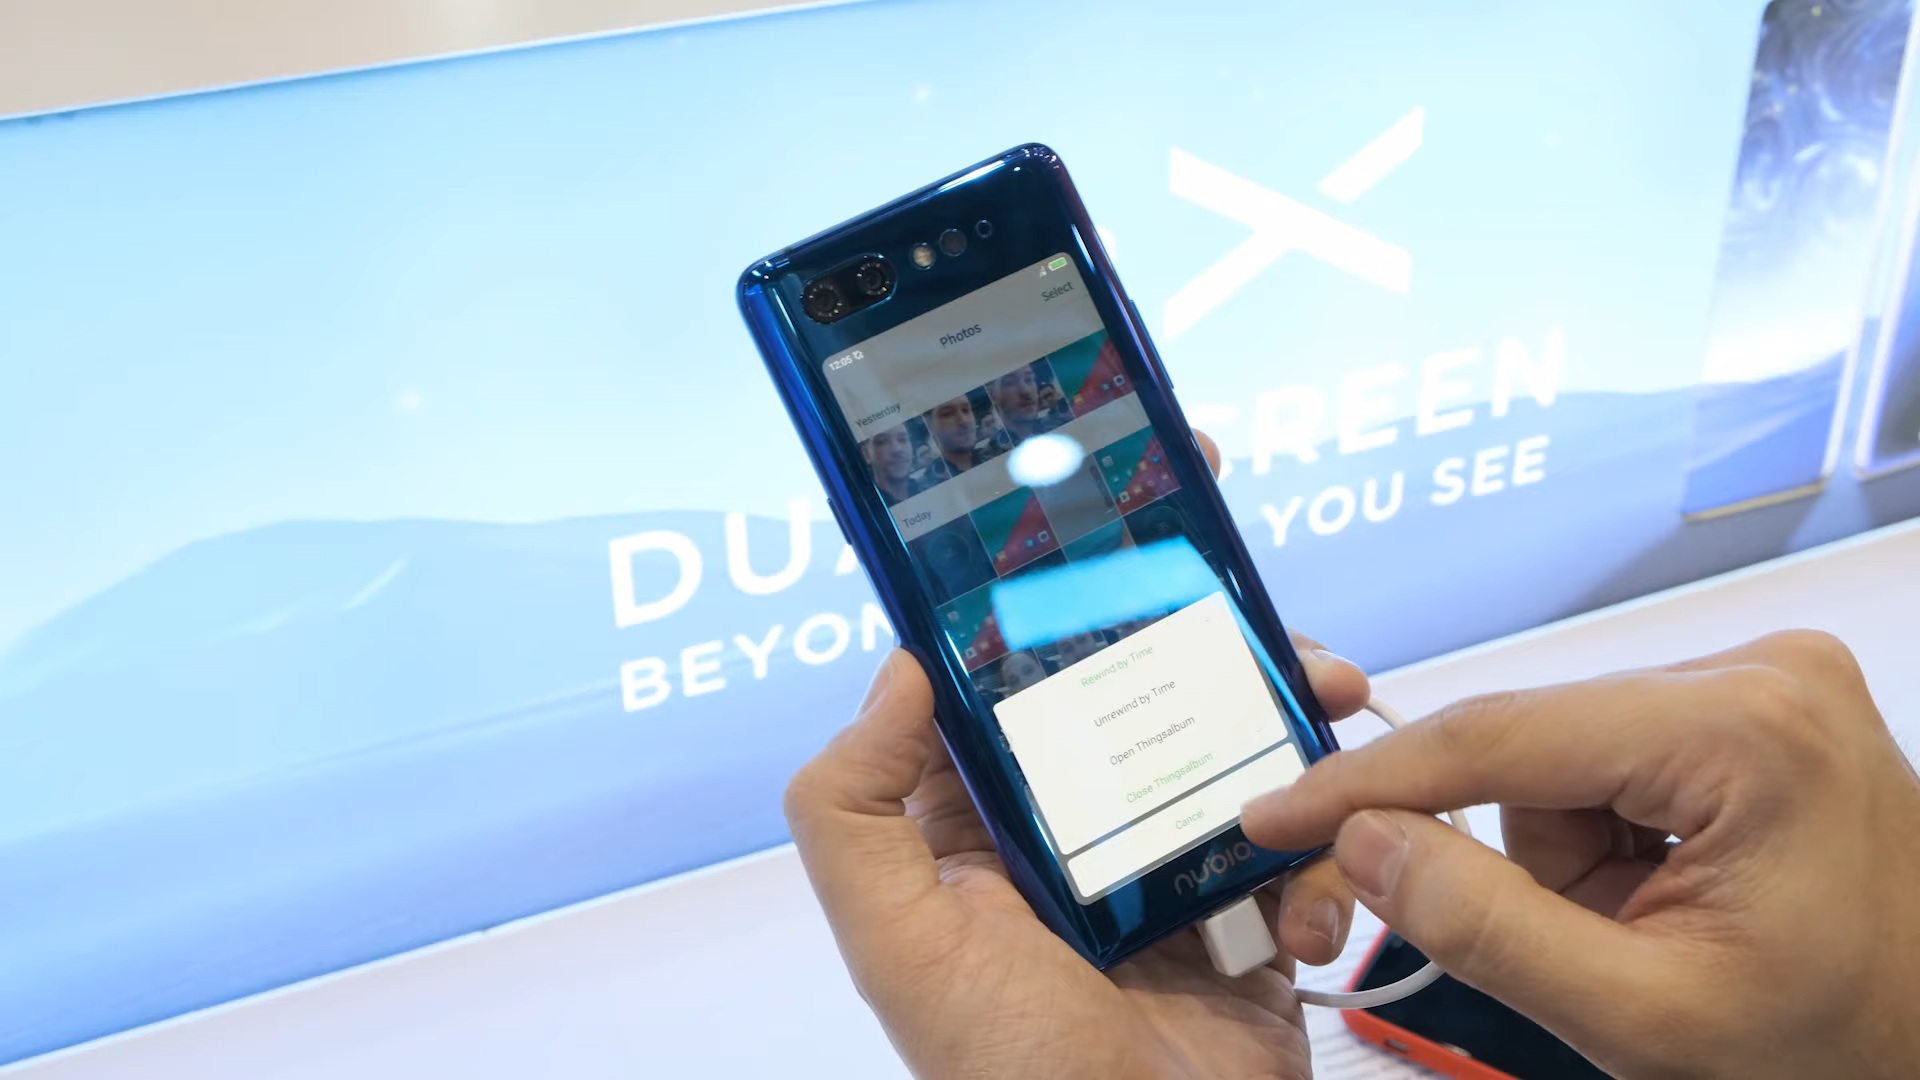 X
DUA
REEN
BEYON
YOU SEE
12:05
Select
Photos
Yesterday
Today
Rewind by Time
Unrewind by Time
Open Thingsalbum
Close Thingsalbum
Cancel
nubia